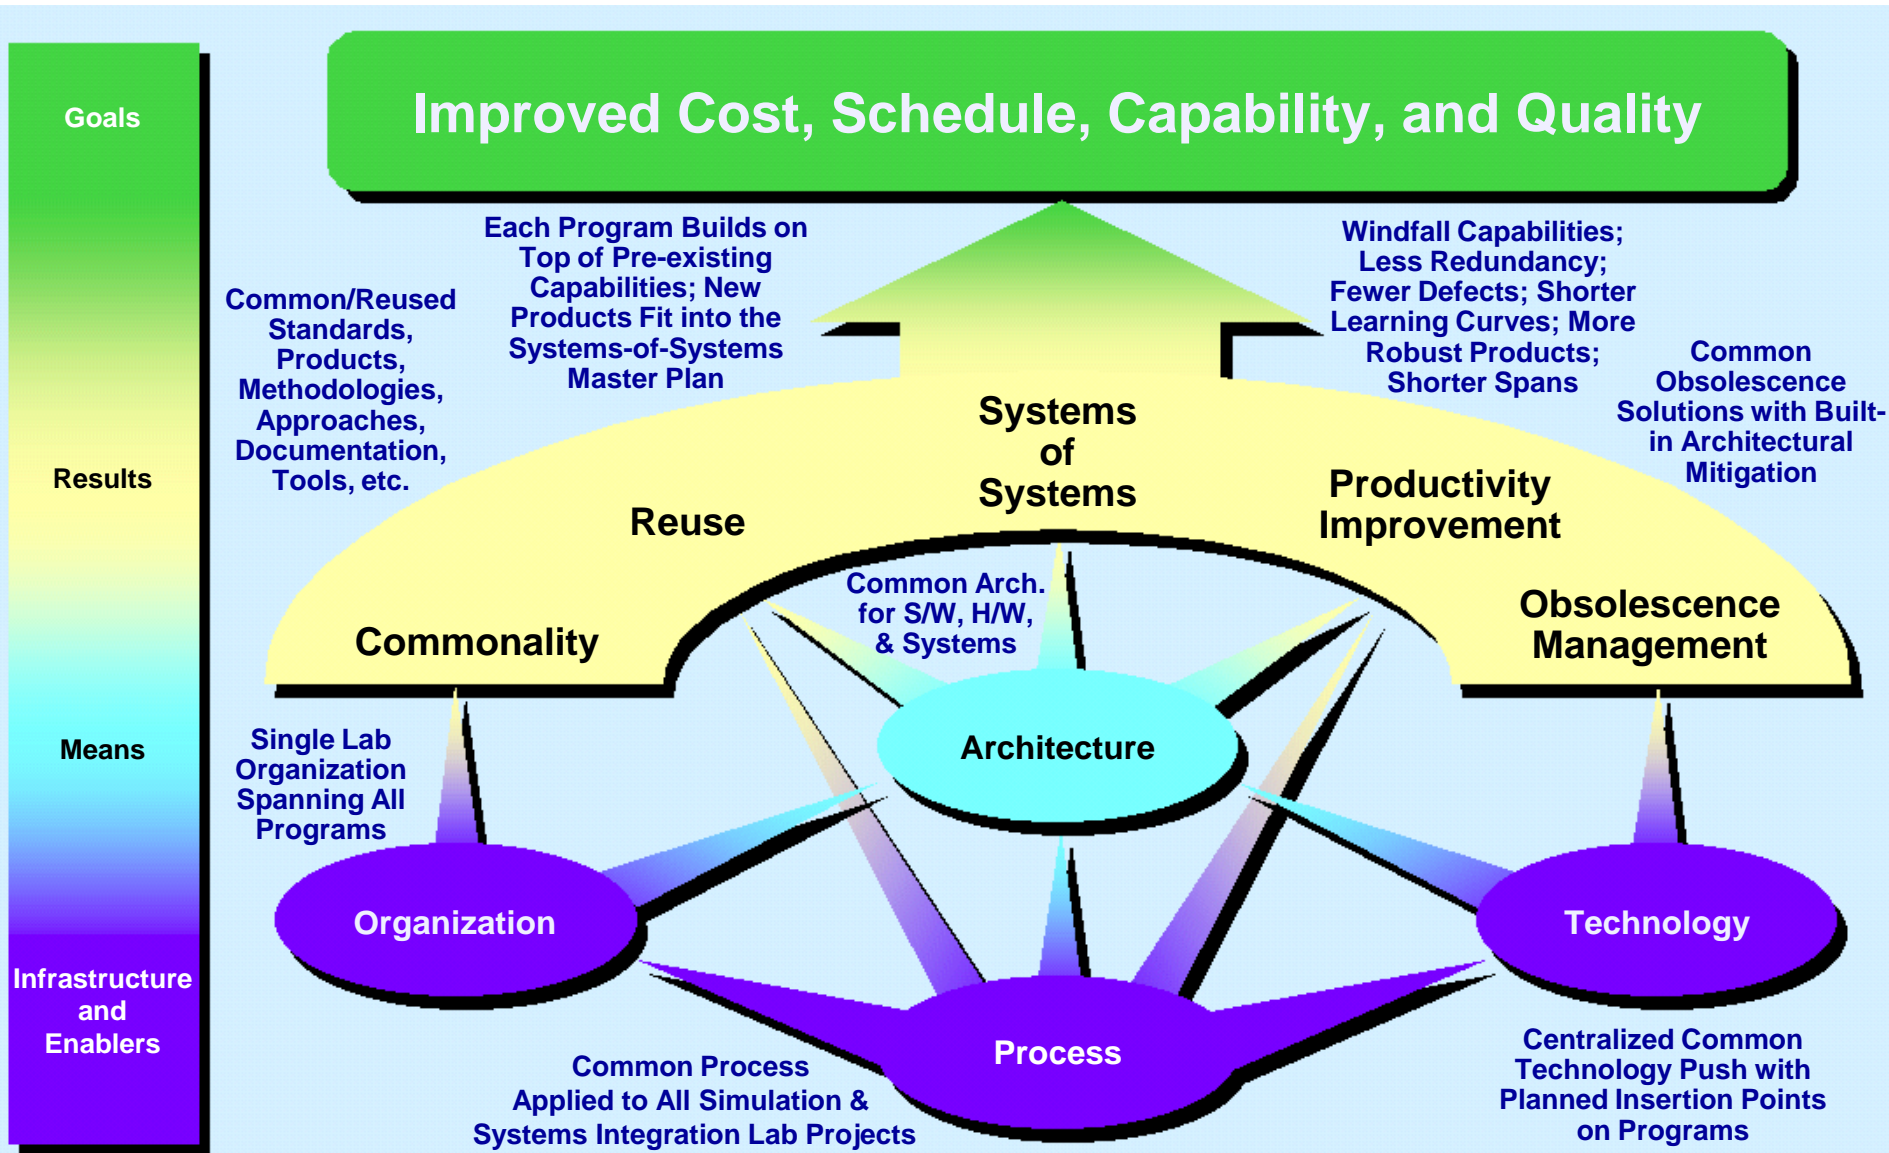 Goals
Improved Cost, Schedule, Capability, and Quality
Each Program Builds on
Top of Pre-existing
Capabilities; New
Products Fit into the
Systems-of-Systems
Master Plan
Windfall Capabilities;
Less Redundancy;
Fewer Defects; Shorter
Learning Curves; More
Robust Products;
Shorter Spans
Common/Reused
Standards,
Products,
Methodologies,
Approaches,
Documentation,
Tools, etc.
Common
Obsolescence
Solutions with Built-
in Architectural
Mitigation
Results
Systems
of
Systems
Reuse
Productivity
Improvement
Commonality
Obsolescence
Management
Common Arch.
for S/W, H/W,
& Systems
Means
Single Lab
Organization
Spanning All
Programs
Architecture
Organization
Technology
Infrastructure
and
Enablers
Process
Common Process
Applied to All Simulation &
Systems Integration Lab Projects
Centralized Common
Technology Push with
Planned Insertion Points
on Programs